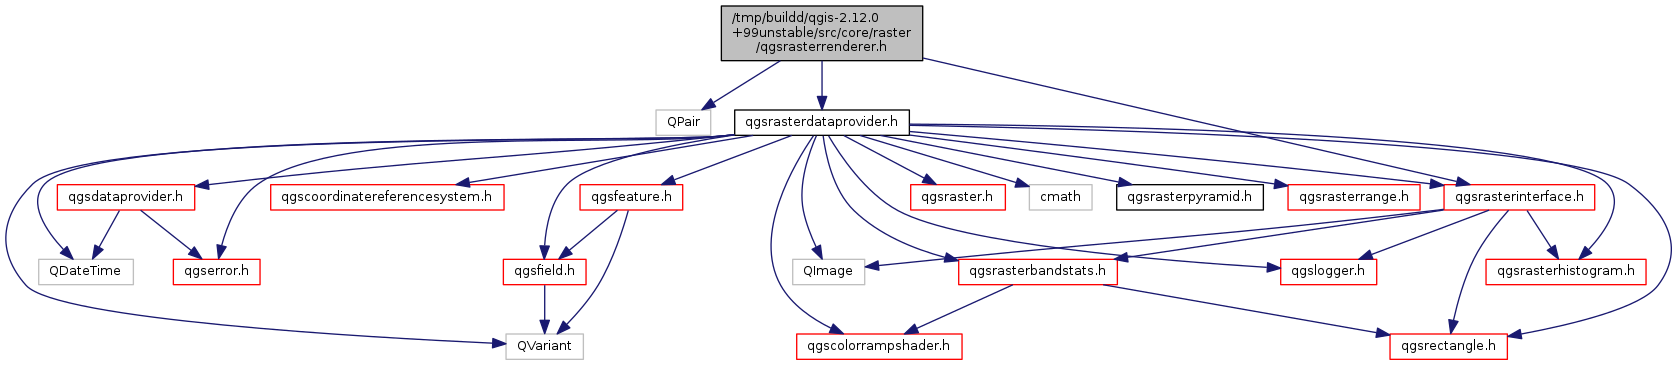 /tmp/buildd/qgis-2.12.0
+99unstable/src/core/raster
/qgsrasterrenderer.h
QPair
qgsrasterdataprovider.h
qgsdataprovider.h
qgscoordinatereferencesystem.h
qgsfeature.h
qgsraster.h
cmath
qgsrasterpyramid.h
qgsrasterrange.h
qgsrasterinterface.h
QDateTime
qgserror.h
qgsfield.h
QImage
qgsrasterbandstats.h
qgslogger.h
qgsrasterhistogram.h
QVariant
qgscolorrampshader.h
qgsrectangle.h